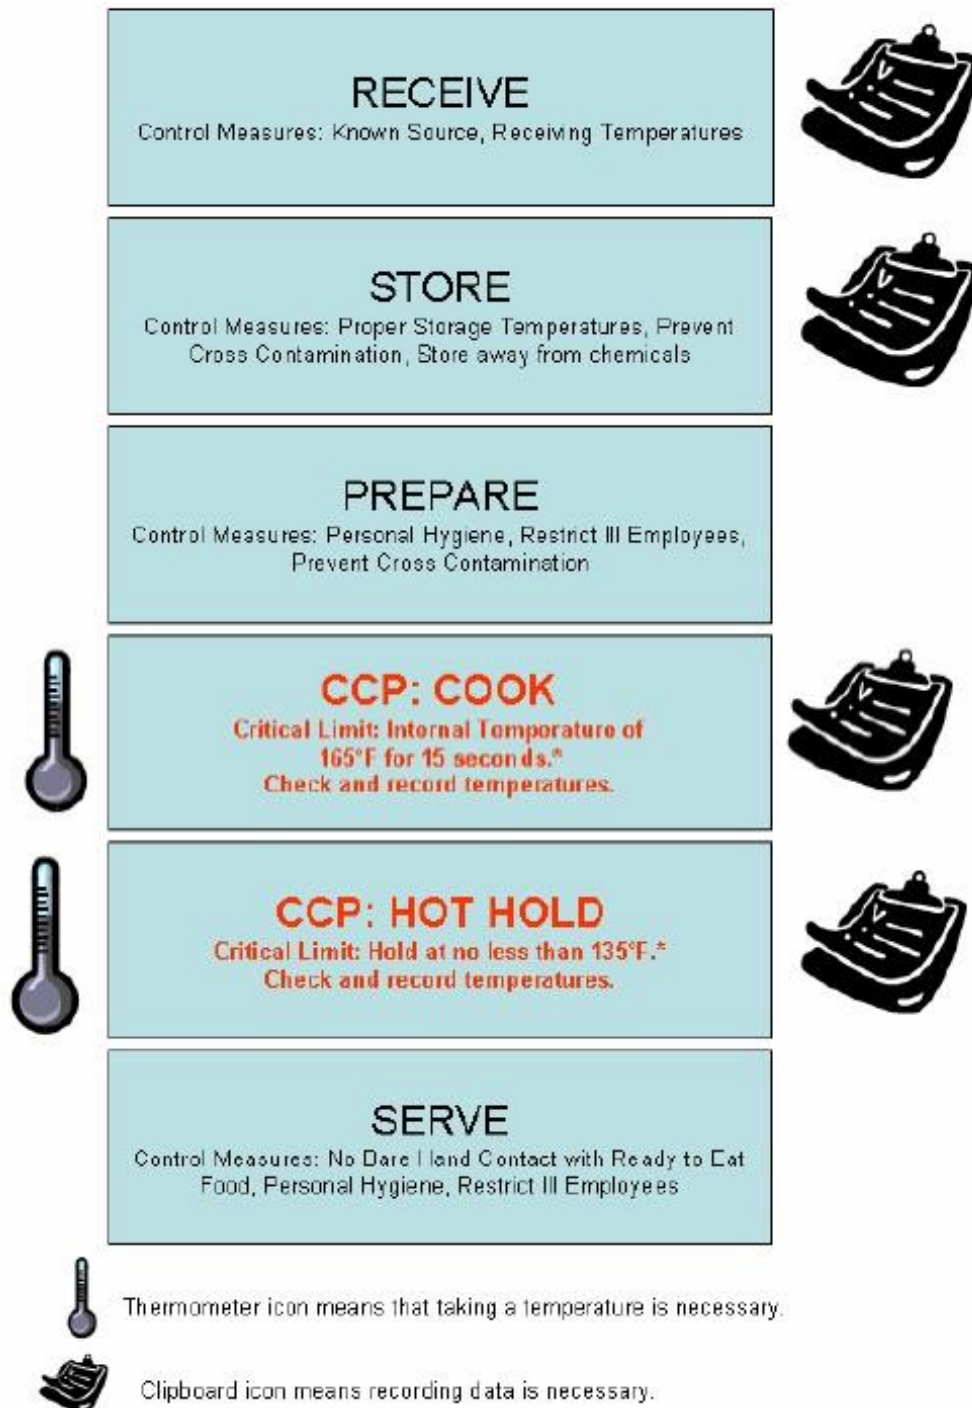 RECEIVE
Control Measures: Known Source, Receiving Temperatures
STORE
Control Measures: Proper Storage Temperatures, Prevent
Cross Contamination, Store away from chemicals
PREPARE
Control Measures: Personal Hygiene, Restrict Ill Employees,
Prevent Cross Contamination
CCP: COOK
Critical Limit: Internal Temperature of
165°F for 15 seconds.*
Check and record temperatures.
CCP: HOT HOLD
Critical Limit: Hold at no less than 135°F.*
Check and record temperatures.
SERVE
Control Measures: No Bare Hand Contact with Ready to Eat
Food, Personal Hygiene, Restrict Ill Employees
Thermometer icon means that taking a temperature is necessary.
Clipboard icon means recording data is necessary.